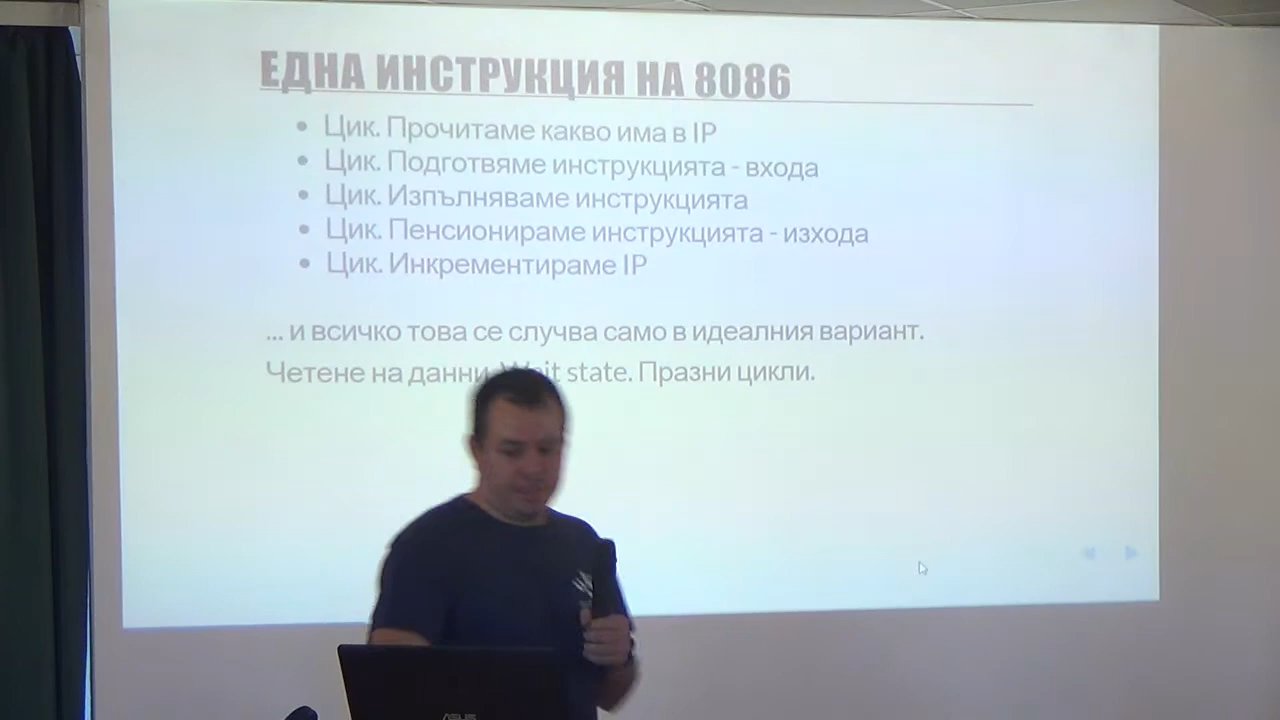 ЕДНА ИНСТРУКЦИЯ НА 8086
• Цик. Прочитаме какво има в IP
• Цик. Подготвяме инструкцията - входа
• Цик. Изпълняваме инструкцията
• Цик. Пенсионираме инструкцията - изхода
• Цик. Инкрементираме IP
... и всичко това се случва само в идеалния вариант.
Четене на данни. Wait state. Празни цикли.
ASUS